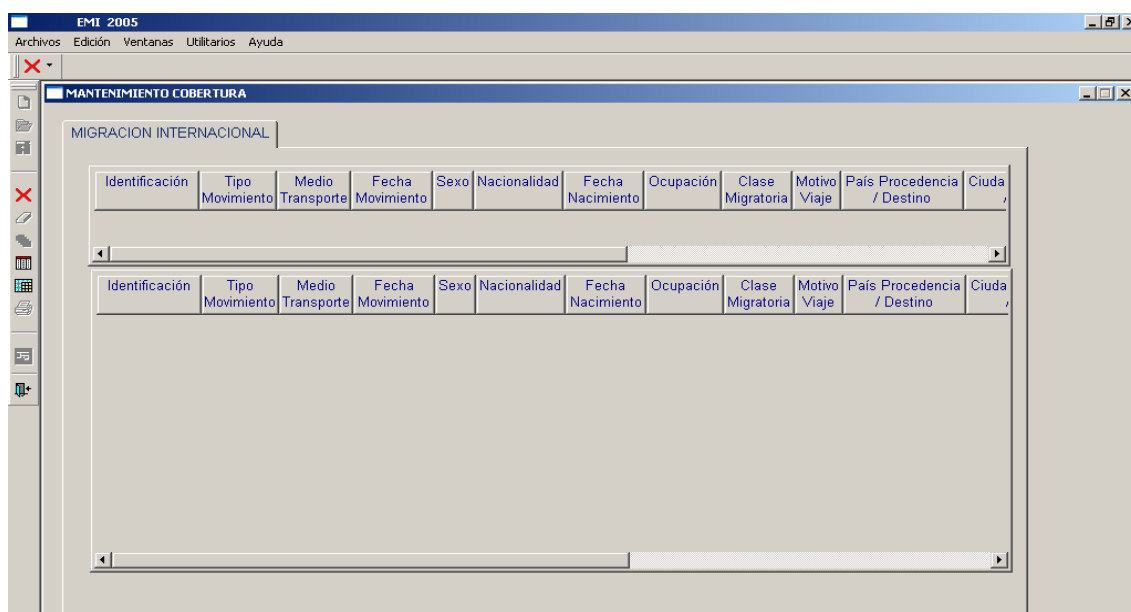 EMI 2005
Archivos Edición Ventanas Utilitarios Ayuda
MANTENIMIENTO COBERTURA
MIGRACION INTERNACIONAL
Identificación Tipo Medio Fecha Sexo Nacionalidad Fecha Ocupación Clase Motivo País Procedencia Ciuda
Movimiento Transporte Movimiento Nacimiento Migratoria Viaje / Destino /
Identificación Tipo Medio Fecha Sexo Nacionalidad Fecha Ocupación Clase Motivo País Procedencia Ciuda
Movimiento Transporte Movimiento Nacimiento Migratoria Viaje / Destino /